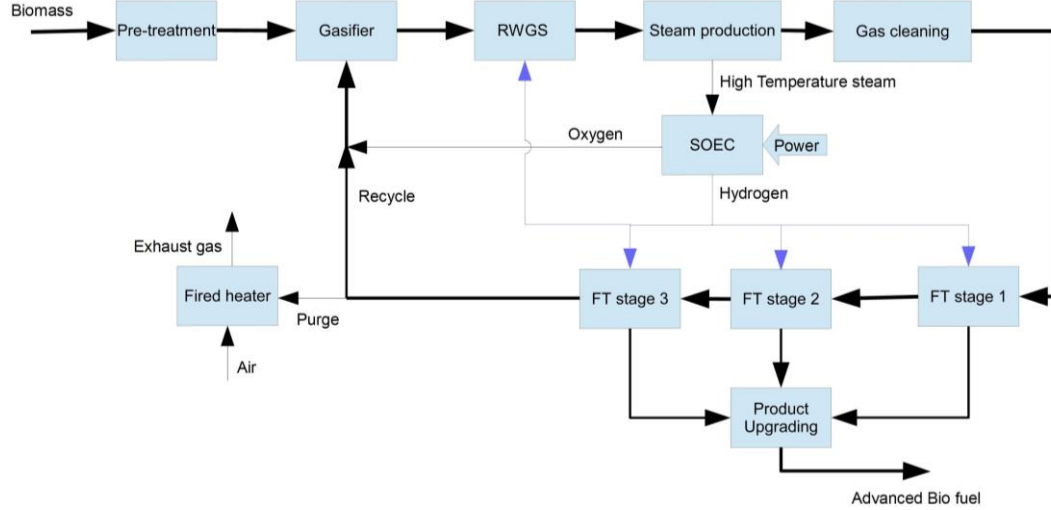 Biomass
Pre-treatment
Gasifier
RWGS
Steam production
Gas cleaning
High Temperature steam
Oxygen
SOEC
Power
Hydrogen
Recycle
Exhaust gas
Fired heater
Purge
Air
FT stage 3
FT stage 2
FT stage 1
Product
Upgrading
Advanced Bio fuel